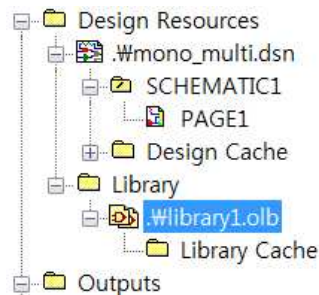 Design Resources
.₩mono_multi.dsn
SCHEMATIC1
PAGE1
Design Cache
Library
.₩library1.olb
Library Cache
Outputs